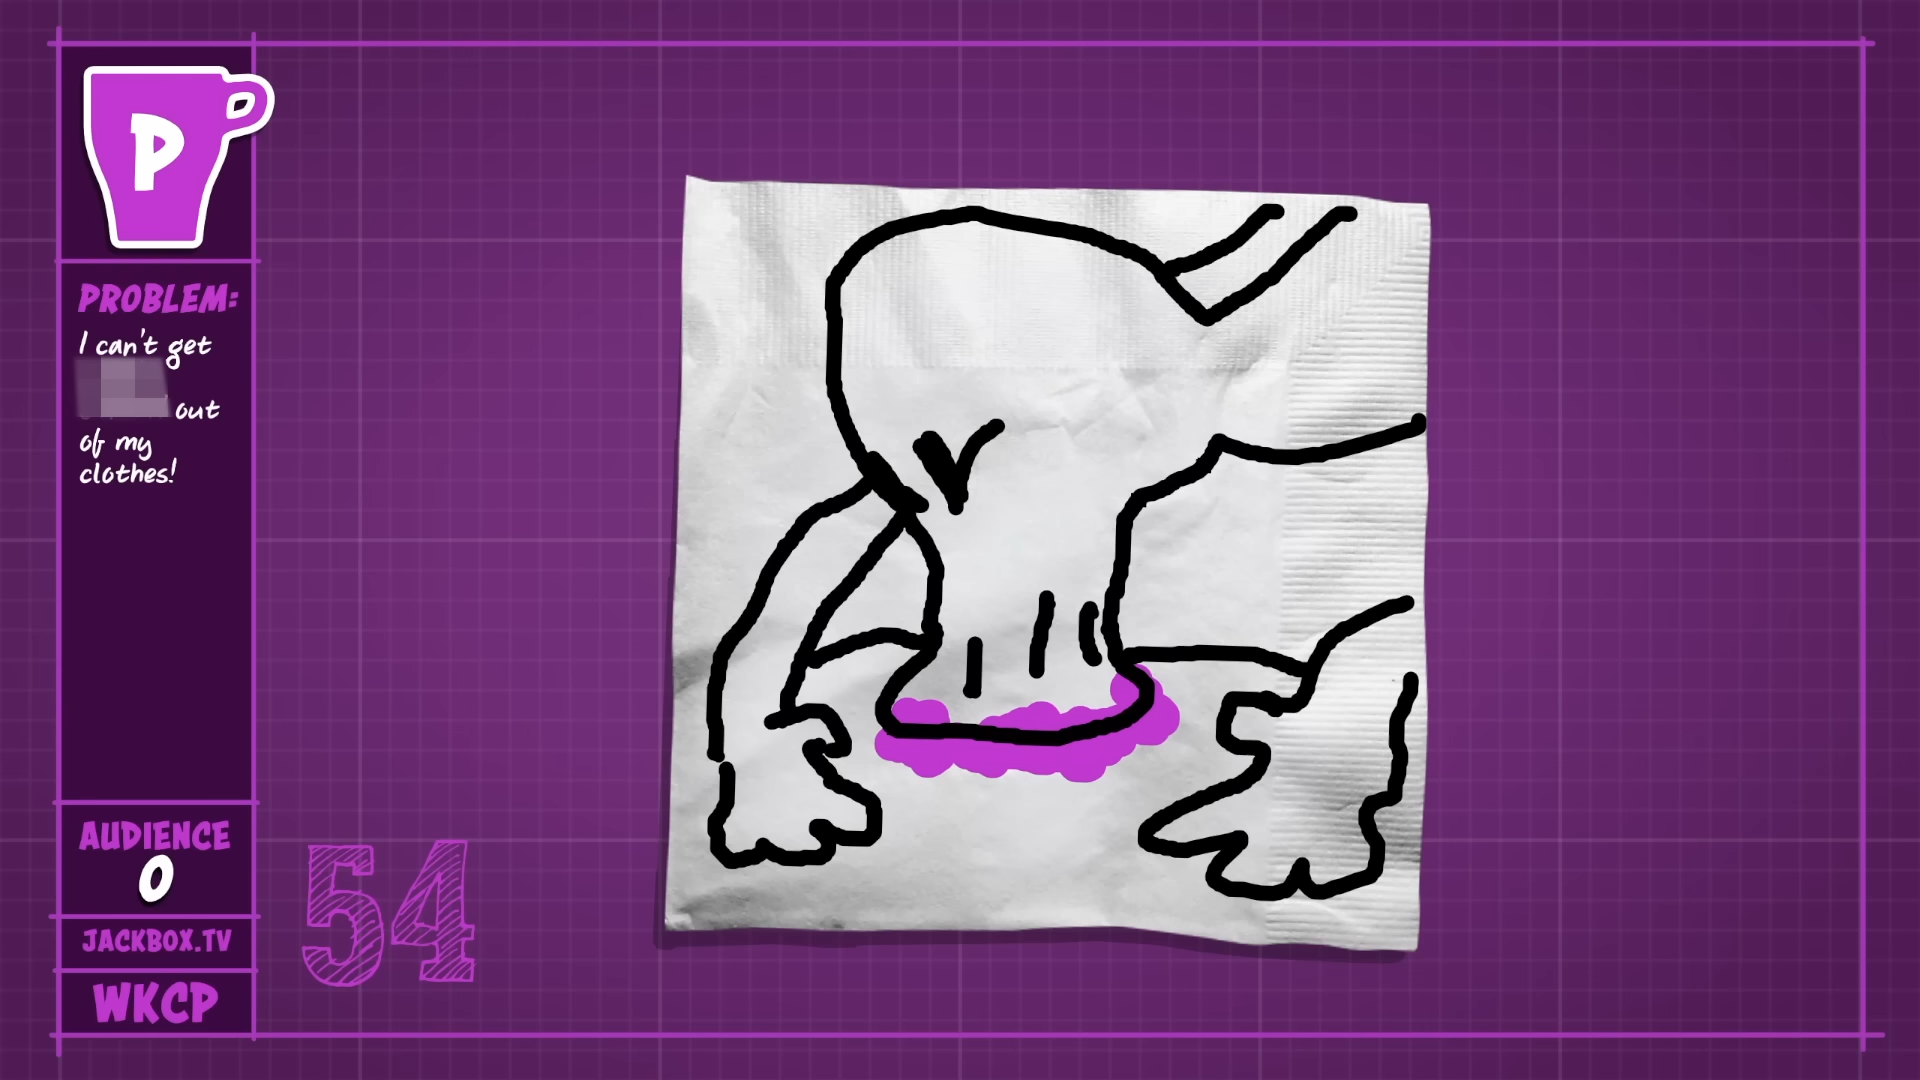 P
PROBLEM:
I can't get
out
of my
clothes!
AUDIENCE
0
JACKBOX.TV
WKCP
54